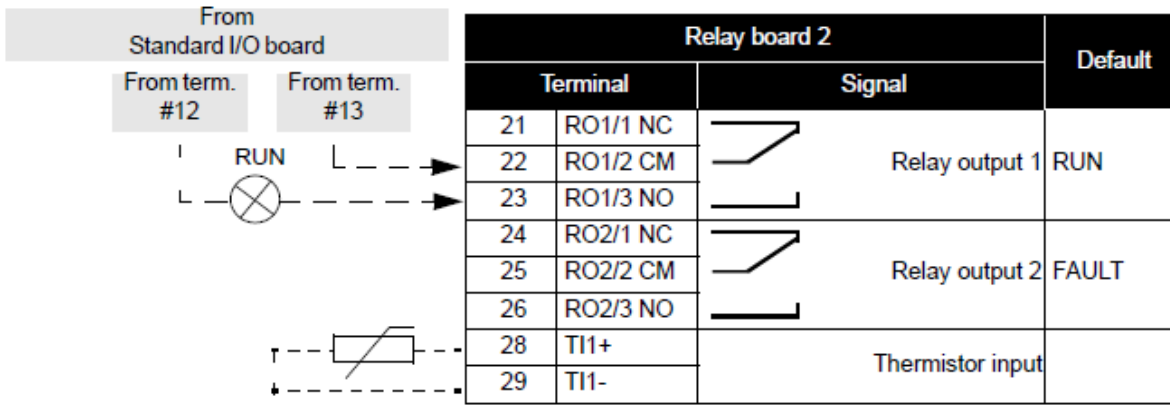 From
Standard I/O board
From term.
#12
From term.
#13
RUN
Relay board 2
Default
Terminal
Signal
21 RO1/1 NC
22 RO1/2 CM Relay output 1 RUN
23 RO1/3 NO
24 RO2/1 NC
25 RO2/2 CM Relay output 2 FAULT
26 RO2/3 NO
28 TI1+
Thermistor input
29 TI1-